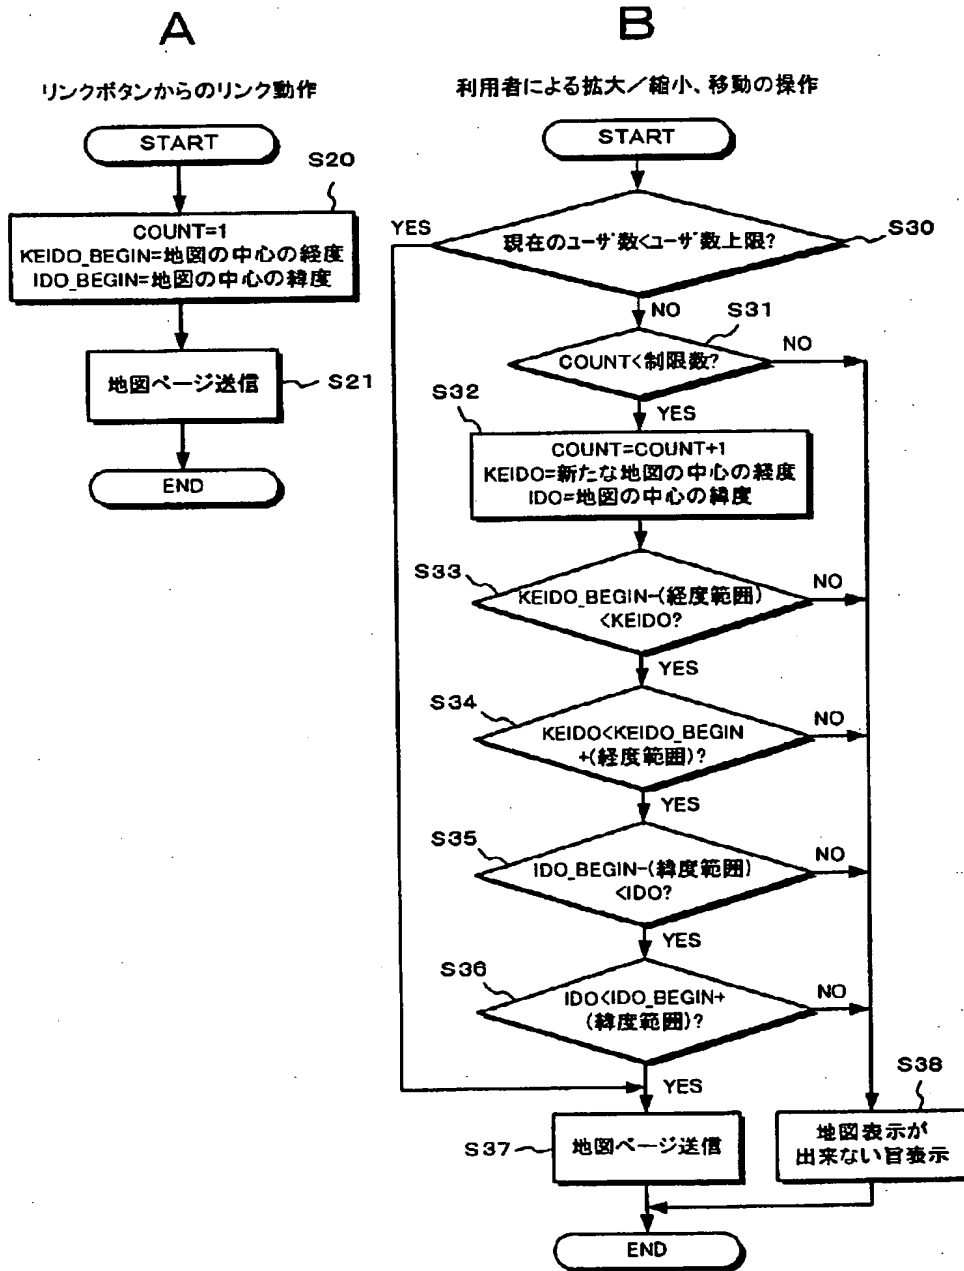 A
リンクボタンからのリンク動作
START
S20
COUNT=1
KEIDO_BEGIN=地図の中心の経度
IDO_BEGIN=地図の中心の緯度
地図ページ送信
S21
END
B
利用者による拡大／縮小、移動の操作
START
YES
現在のユーザ数<ユーザ数上限?
S30
NO
S31
COUNT<制限数?
NO
S32
YES
COUNT=COUNT+1
KEIDO=新たな地図の中心の経度
IDO=地図の中心の緯度
S33
KEIDO_BEGIN-(経度範囲)
<KEIDO?
NO
YES
S34
KEIDO<KEIDO_BEGIN
+(経度範囲)?
NO
YES
S35
IDO_BEGIN-(緯度範囲)
<IDO?
NO
YES
S36
IDO<IDO_BEGIN+
(緯度範囲)?
NO
YES
S38
S37
地図ページ送信
地図表示が
出来ない旨表示
END